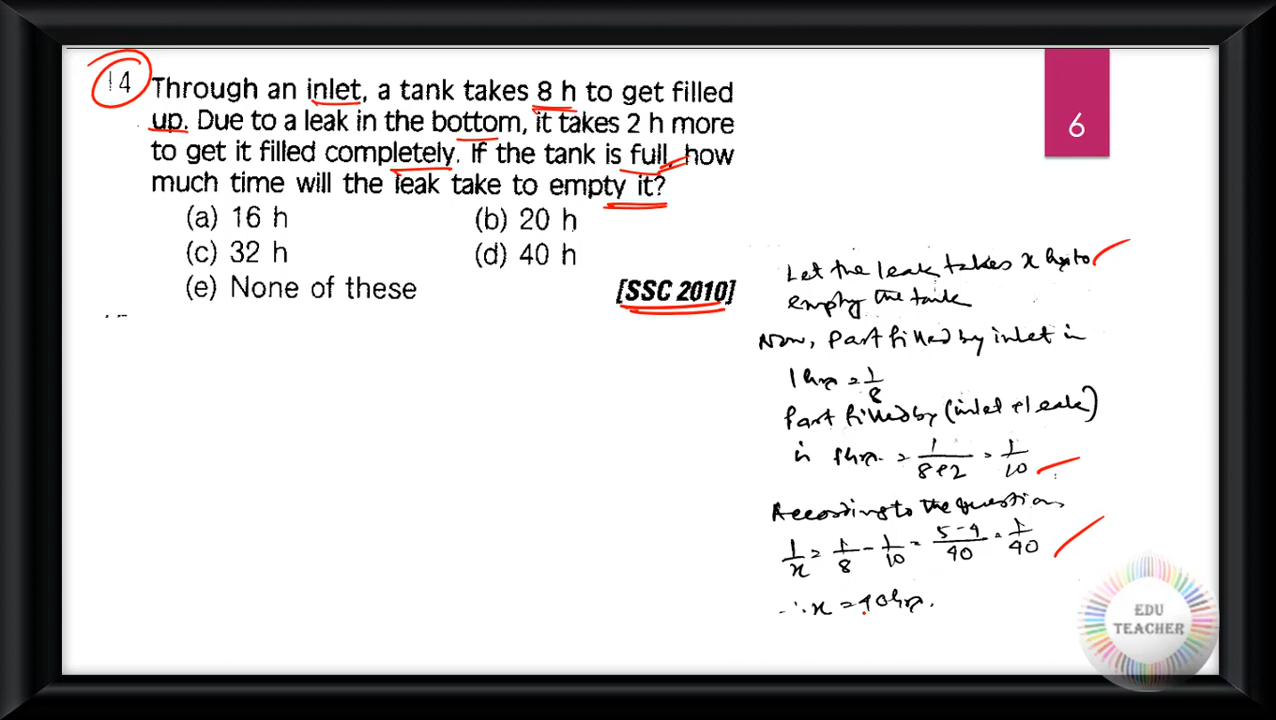 14 Through an inlet, a tank takes 8 h to get filled
up. Due to a leak in the bottom, it takes 2 h more
to get it filled completely. If the tank is full, how
much time will the leak take to empty it?
(a) 16 h (b) 20 h
(c) 32 h (d) 40 h
(e) None of these
[SSC 2010]
6
Let the leak takes x hrs to
empty the tank
Now, Part filled by inlet in
1 hr = 1/8
Part filled by (inlet + leak)
in 1 hr. = 1/8+2 = 1/10
According to the question,
1/x = 1/8 - 1/10 = 5-4/40 = 1/40
∴ x = 40 hrs.
EDU
TEACHER